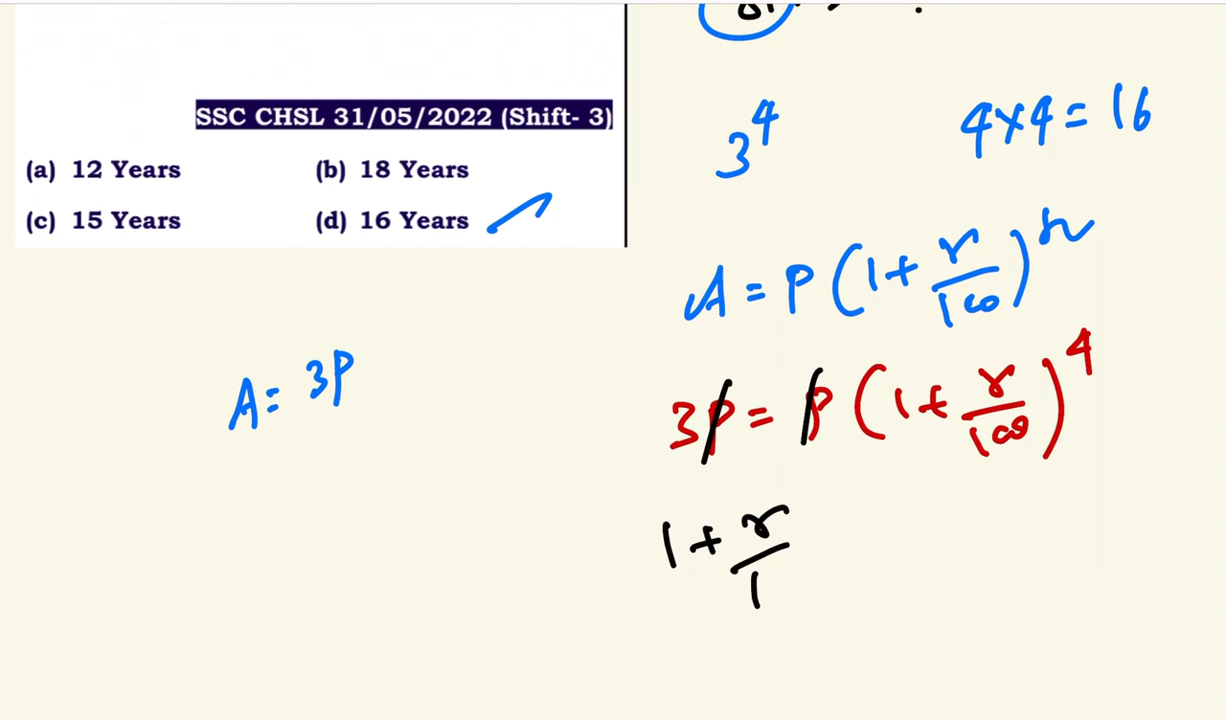 SSC CHSL 31/05/2022 (Shift- 3)
(a) 12 Years (b) 18 Years
(c) 15 Years (d) 16 Years
3^4 4×4= 16
A = P(1+ r/100)^n
A= 3P
3P = P(1+ r/100)^4
1+ r/1